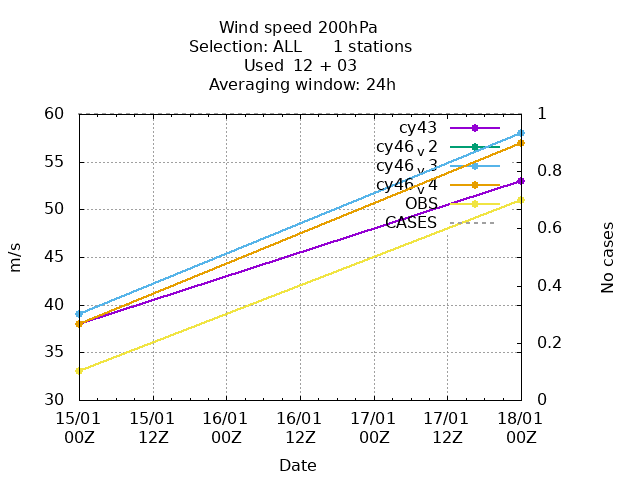 Wind speed 200hPa
Selection: ALL 1 stations
Used 12 + 03
Averaging window: 24h
60
55
50
45
40
35
30
m/s
1
0.8
0.6
0.4
0.2
0
No cases
cy43
cy46_v2
cy46_v3
cy46_v4
OBS
CASES
15/01 00Z
15/01 12Z
16/01 00Z
16/01 12Z
17/01 00Z
17/01 12Z
18/01 00Z
Date